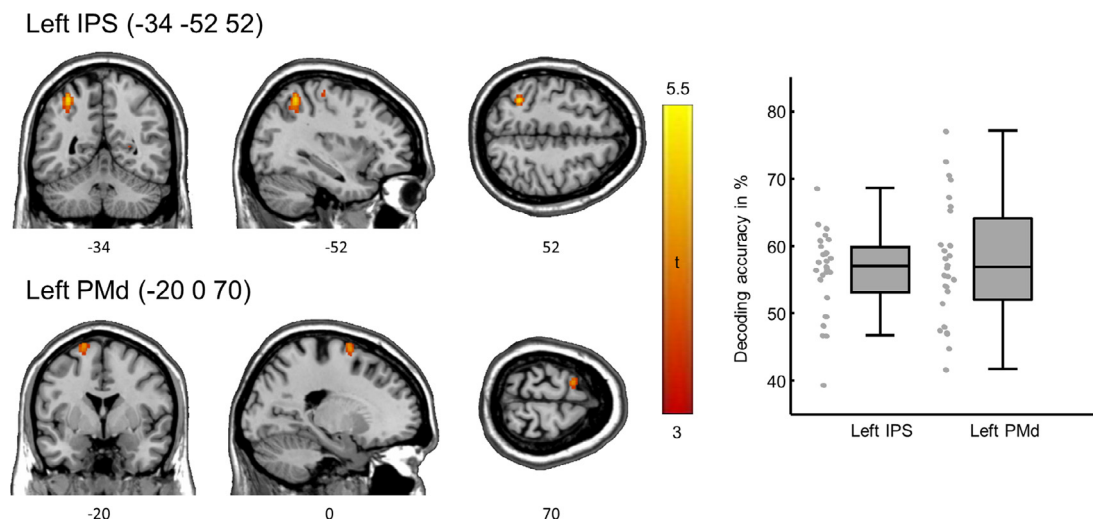 Left IPS (-34 -52 52)
-34
-52
52
Left PMd (-20 0 70)
-20
0
70
5.5
t
3
Decoding accuracy in %
80
70
60
50
40
Left IPS
Left PMd